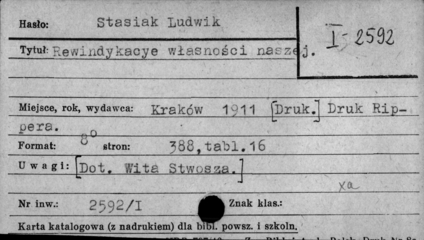 Hasło: Stasiak Ludwik
I-2592
Tytuł: Rewindykacye własności naszej.
Miejsce, rok, wydawca: Kraków 1911 [Druk.] Druk Rip-
pera.
Format: 8° stron: 388,tabl.16
Uwagi: [Dot. Wita Stwosza.]
xa
Nr inw.: 2592/I Znak klas.:
Karta katalogowa (z nadrukiem) dla bibl. powsz. i szkoln.